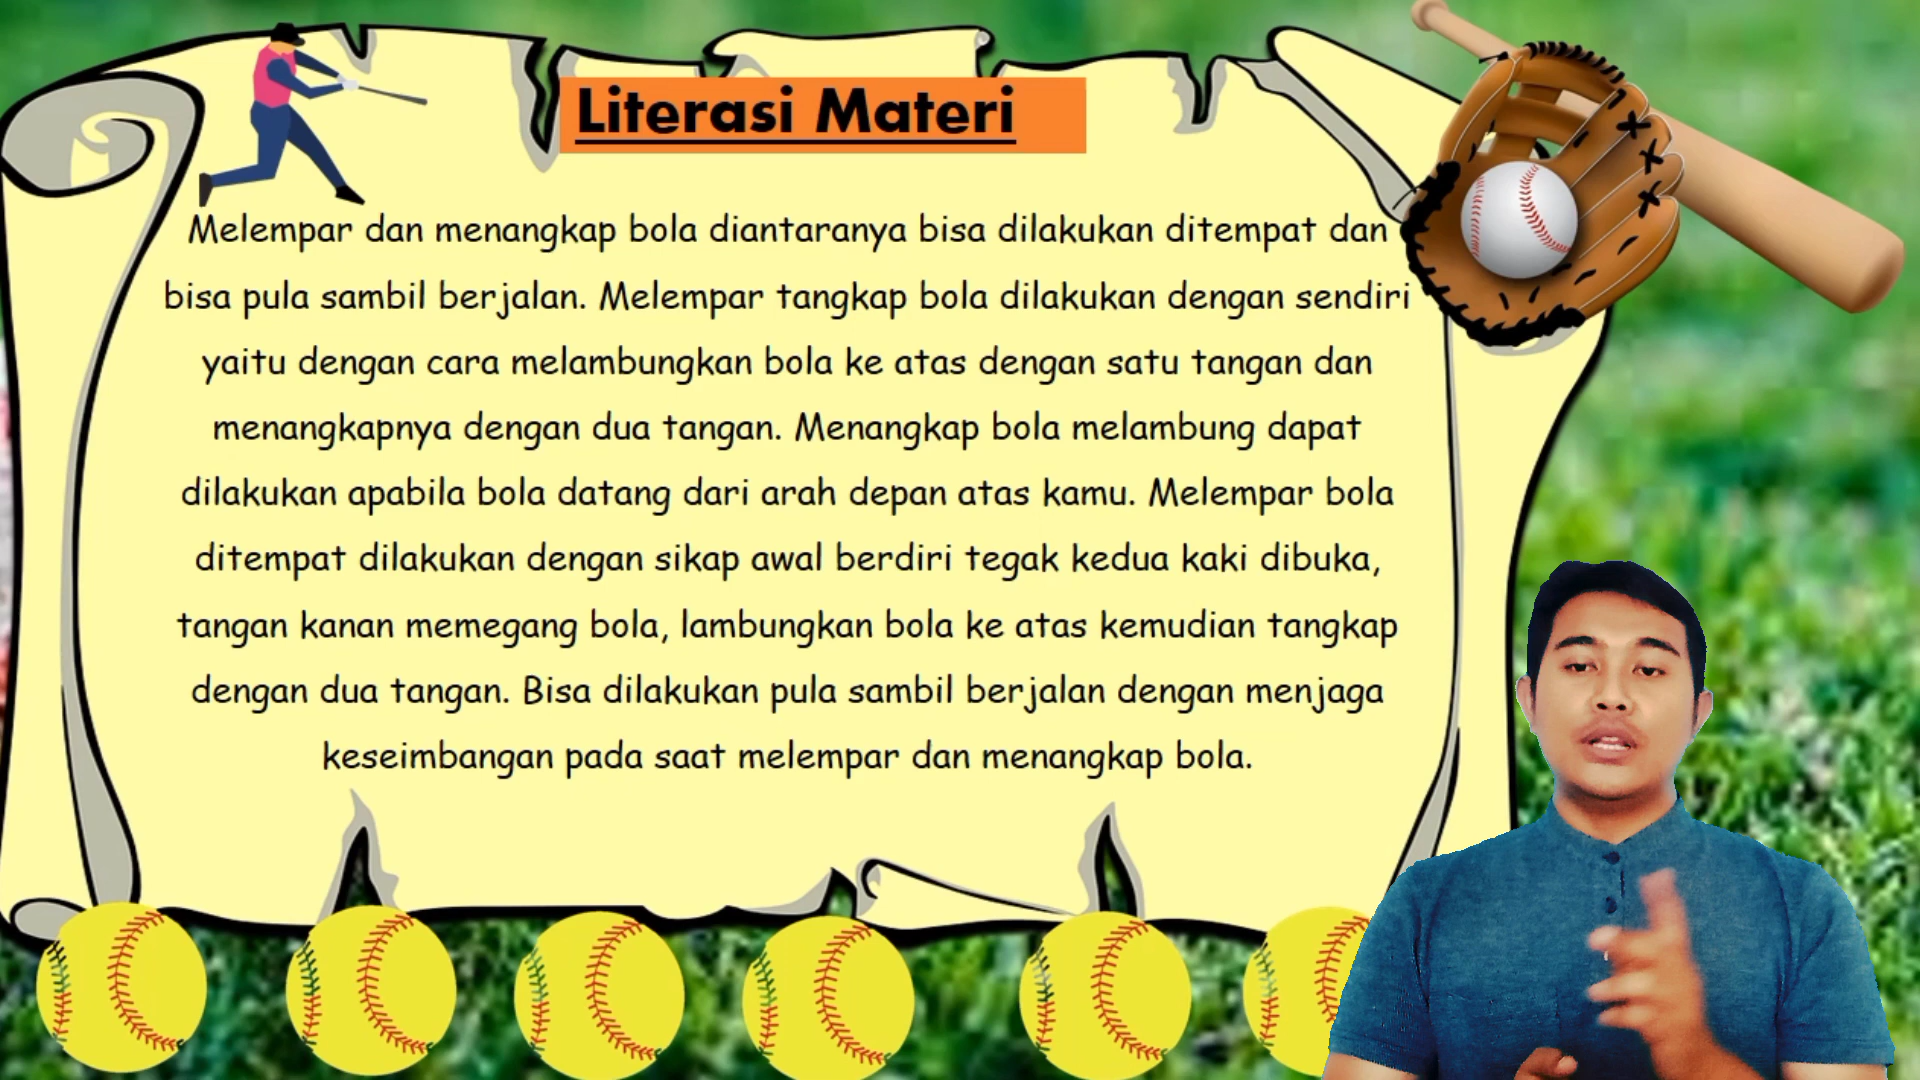 Literasi Materi
Melempar dan menangkap bola diantaranya bisa dilakukan ditempat dan
bisa pula sambil berjalan. Melempar tangkap bola dilakukan dengan sendiri
yaitu dengan cara melambungkan bola ke atas dengan satu tangan dan
menangkapnya dengan dua tangan. Menangkap bola melambung dapat
dilakukan apabila bola datang dari arah depan atas kamu. Melempar bola
ditempat dilakukan dengan sikap awal berdiri tegak kedua kaki dibuka,
tangan kanan memegang bola, lambungkan bola ke atas kemudian tangkap
dengan dua tangan. Bisa dilakukan pula sambil berjalan dengan menjaga
keseimbangan pada saat melempar dan menangkap bola.